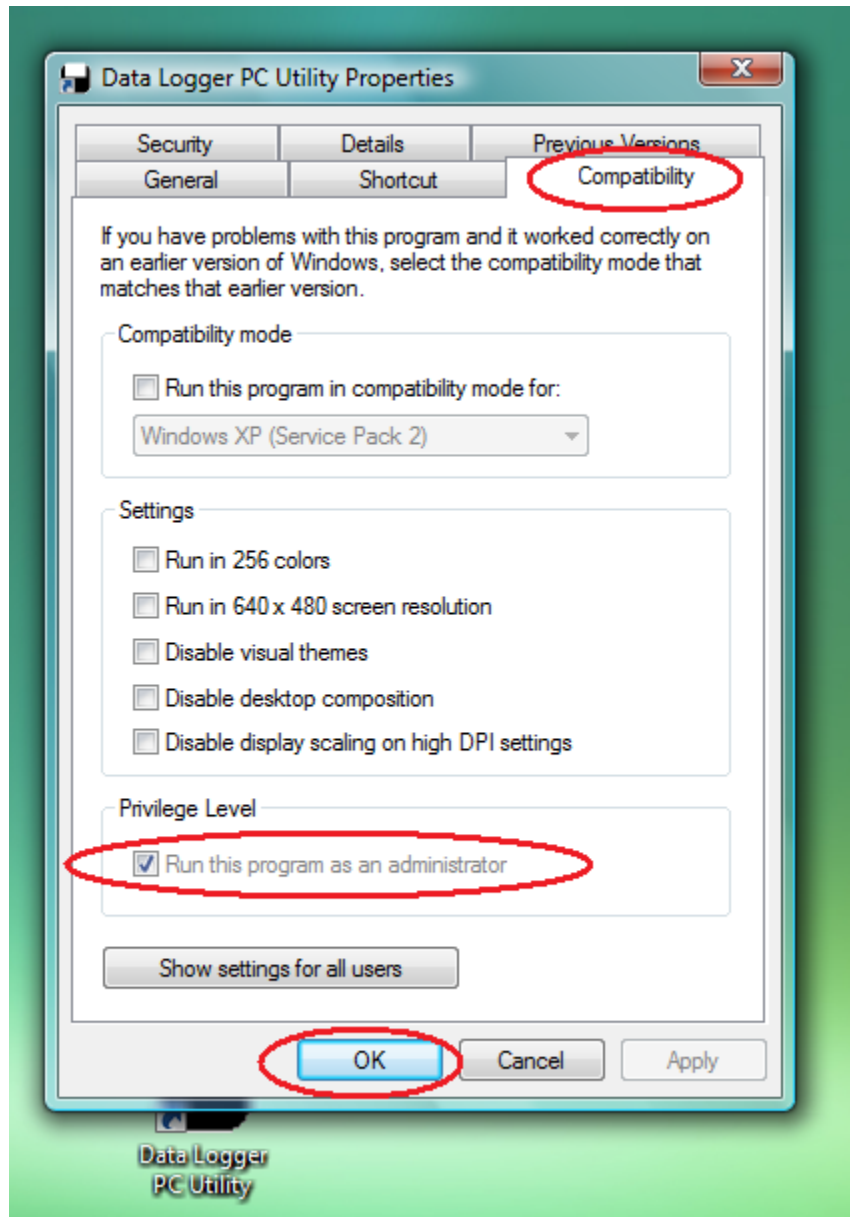 Data Logger PC Utility Properties
X
Security Details Previous Versions
General Shortcut Compatibility
If you have problems with this program and it worked correctly on
an earlier version of Windows, select the compatibility mode that
matches that earlier version.
Compatibility mode
Run this program in compatibility mode for:
Windows XP (Service Pack 2)
Settings
Run in 256 colors
Run in 640 x 480 screen resolution
Disable visual themes
Disable desktop composition
Disable display scaling on high DPI settings
Privilege Level
Run this program as an administrator
Show settings for all users
OK Cancel Apply
Data Logger
PC Utility